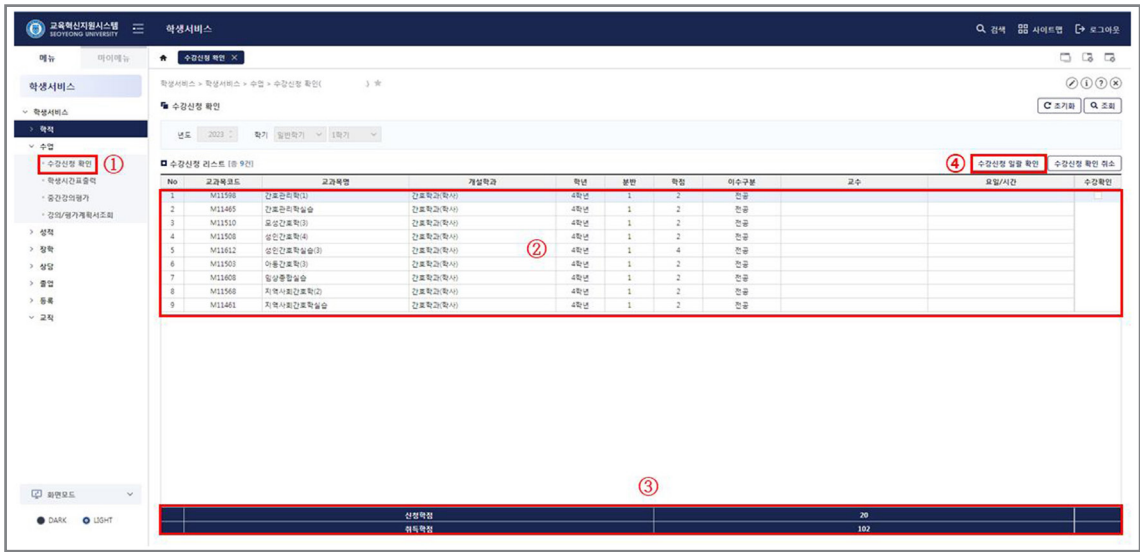 교육혁신지원시스템
SEOYEONG UNIVERSITY
학생서비스
검색 사이트맵 로그아웃
메뉴 마이메뉴
수강신청 확인 ×
학생서비스
학생서비스 > 학생서비스 > 수업 > 수강신청 확인( )
수강신청 확인
초기화 조회
년도 2023 학기 일반학기 1학기
학생서비스
학적
수업
수강신청 확인 ①
학생시간표출력
중간강의평가
강의/평가계획서조회
성적
장학
상담
졸업
등록
교직
수강신청 리스트 (총 9건)
④ 수강신청 일괄 확인 수강신청 확인 취소
No 교과목코드 교과목명 개설학과 학년 분반 학점 이수구분 교수 요일/시간 수강확인
1 M11598 간호관리학(1) 간호학과(학사) 4학년 1 2 전공
2 M11465 간호관리학실습 간호학과(학사) 4학년 1 2 전공
3 M11510 모성간호학(3) 간호학과(학사) 4학년 1 2 전공
4 M11508 성인간호학(4) 간호학과(학사) 4학년 1 2 전공
5 M11612 성인간호학실습(3) 간호학과(학사) 4학년 1 4 전공
②
6 M11503 아동간호학(3) 간호학과(학사) 4학년 1 2 전공
7 M11608 임상종합실습 간호학과(학사) 4학년 1 2 전공
8 M11568 지역사회간호학(2) 간호학과(학사) 4학년 1 2 전공
9 M11461 지역사회간호학실습 간호학과(학사) 4학년 1 2 전공
③
신청학점 20
취득학점 102
화면모드
DARK LIGHT